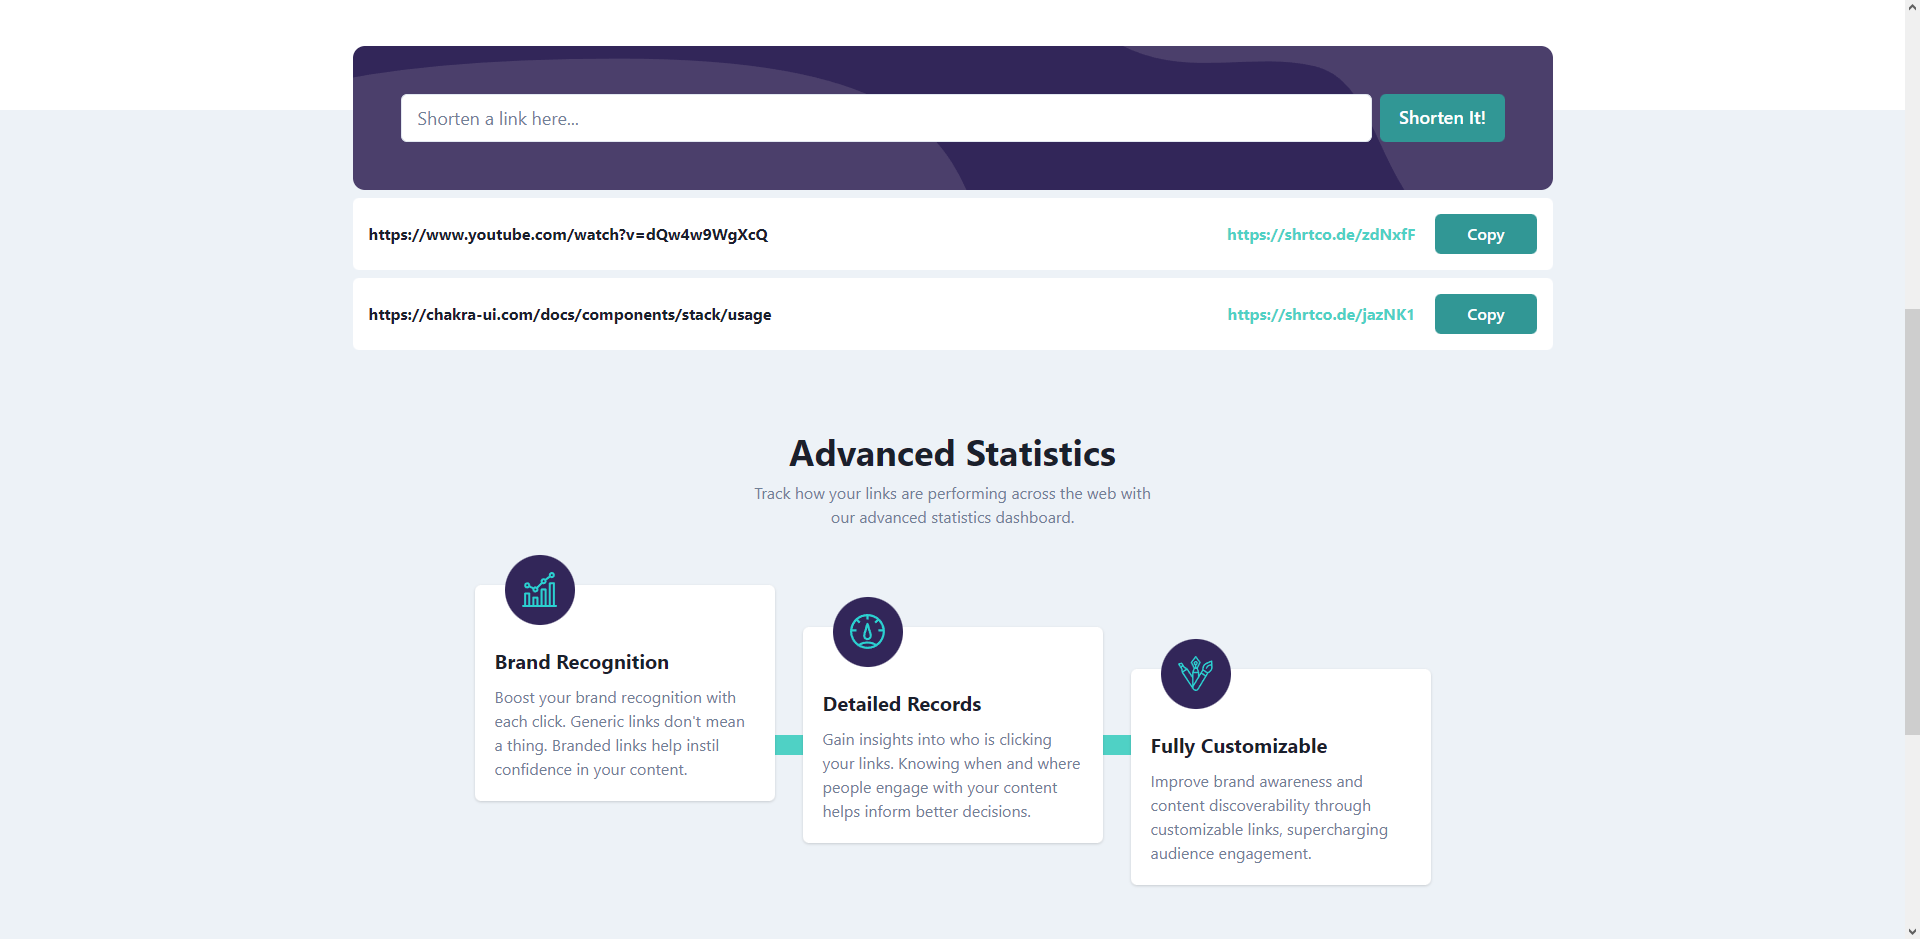 Shorten a link here...
Shorten It!
https://www.youtube.com/watch?v=dQw4w9WgXcQ
https://shrtco.de/zdNxfF
Copy
https://chakra-ui.com/docs/components/stack/usage
https://shrtco.de/jazNK1
Copy
Advanced Statistics
Track how your links are performing across the web with
our advanced statistics dashboard.
Brand Recognition
Boost your brand recognition with
each click. Generic links don't mean
a thing. Branded links help instil
confidence in your content.
Detailed Records
Gain insights into who is clicking
your links. Knowing when and where
people engage with your content
helps inform better decisions.
Fully Customizable
Improve brand awareness and
content discoverability through
customizable links, supercharging
audience engagement.